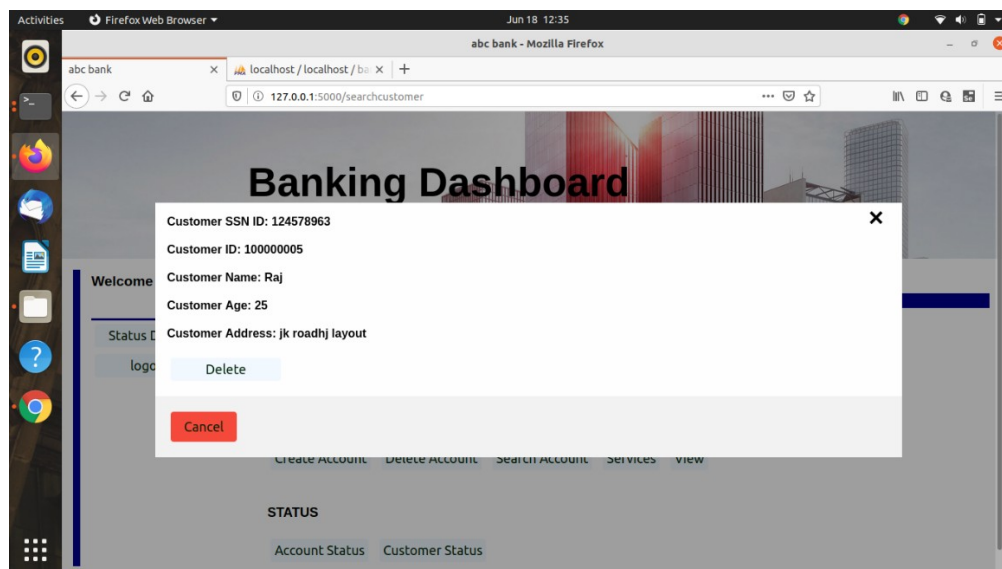 Activities Firefox Web Browser Jun 18 12:35
abc bank - Mozilla Firefox
abc bank localhost / localhost / ba
127.0.0.1:5000/searchcustomer
Banking Dashboard
Customer SSN ID: 124578963
Customer ID: 100000005
Welcome Customer Name: Raj
Customer Age: 25
Status D Customer Address: jk roadhj layout
logo Delete
Cancel
Create Account Delete Account Search Account Services View
STATUS
Account Status Customer Status